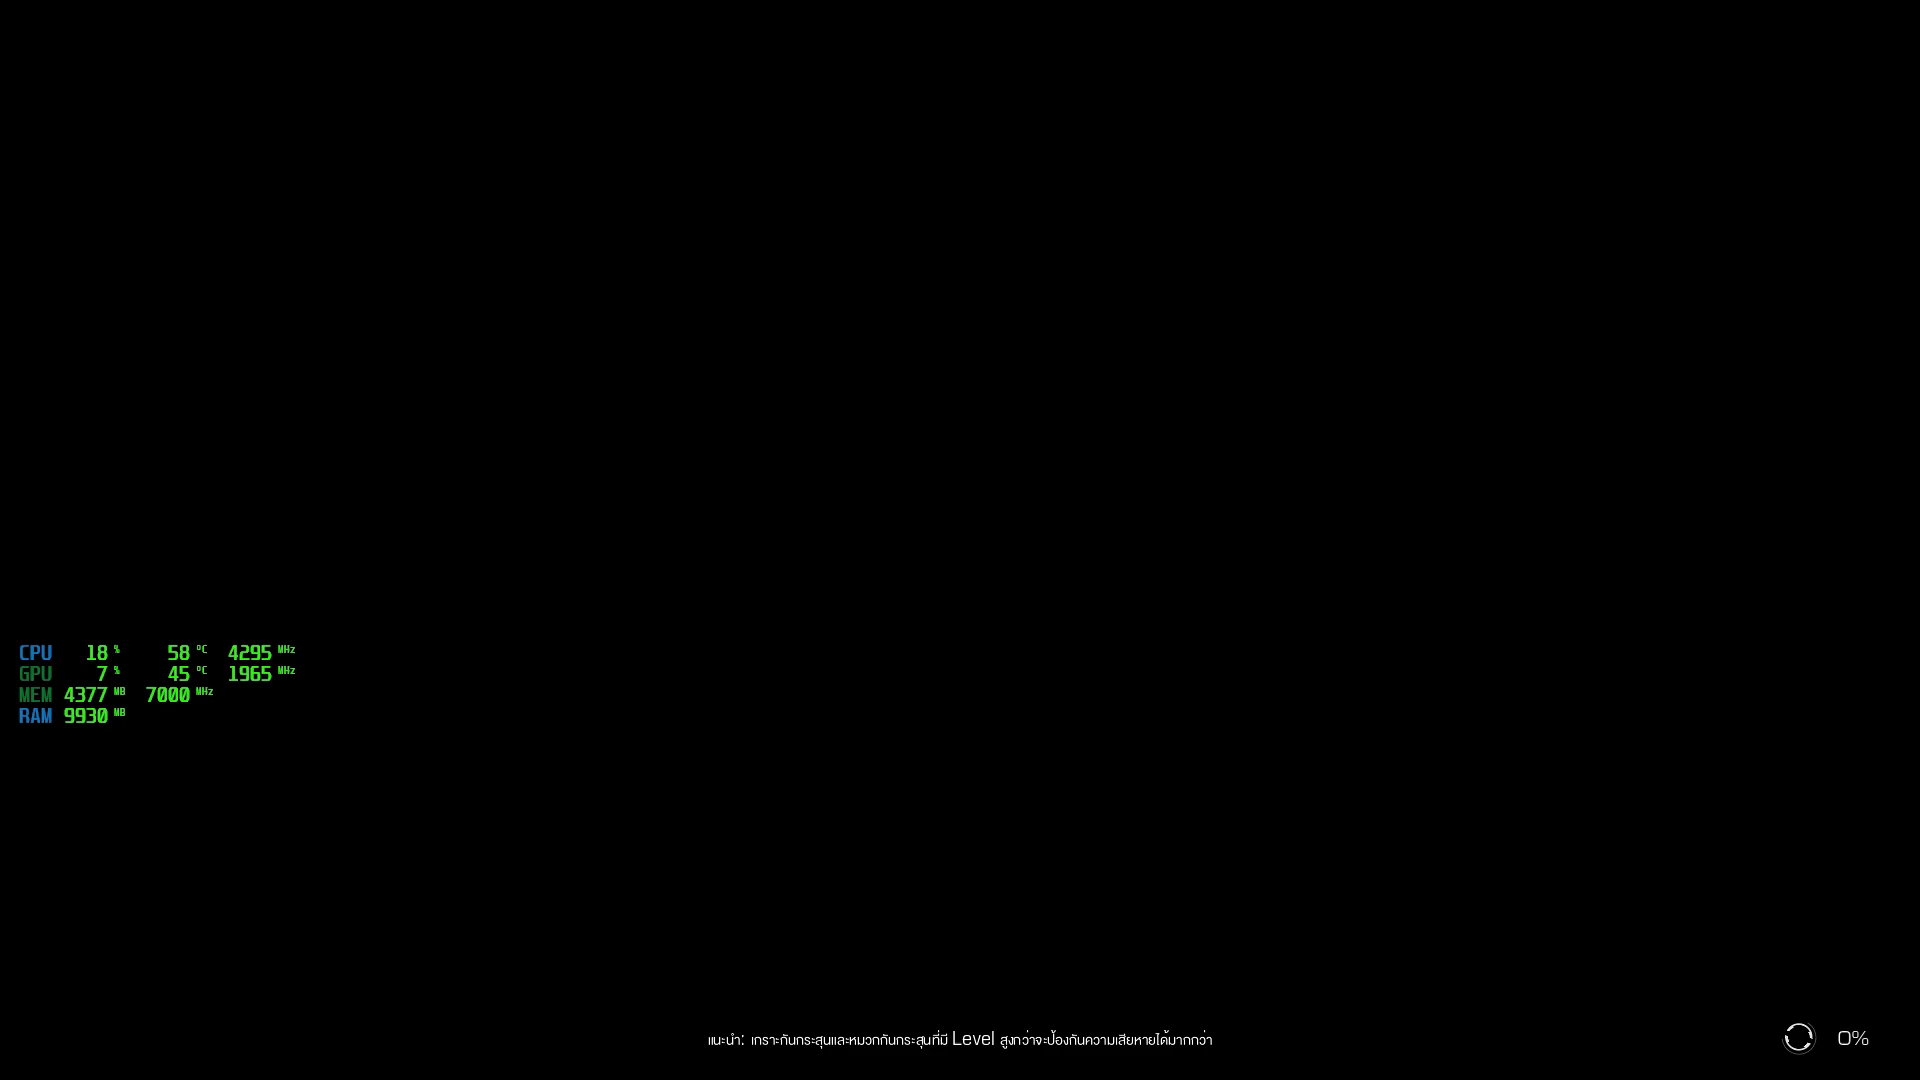 CPU 18 % 58 °C 4295 MHz
GPU 7 % 45 °C 1965 MHz
MEM 4377 MB 7000 MHz
RAM 9930 MB
แนะนำ: เกราะกันกระสุนและหมวกกันกระสุนที่มี Level สูงกว่าจะป้องกันความเสียหายได้มากกว่า
0%